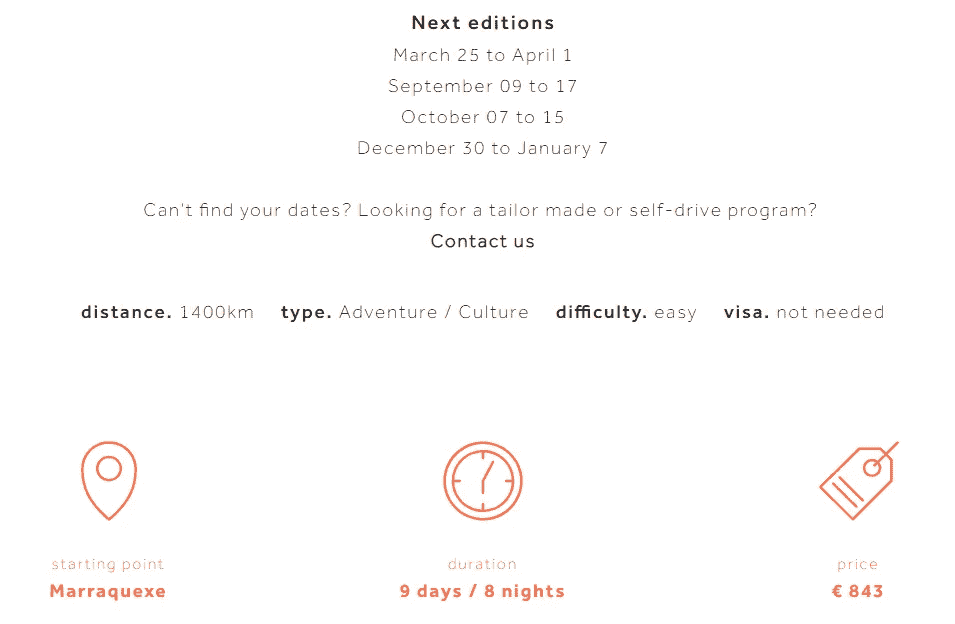 Next editions
March 25 to April 1
September 09 to 17
October 07 to 15
December 30 to January 7
Can't find your dates? Looking for a tailor made or self-drive program?
Contact us
distance. 1400km type. Adventure / Culture difficulty. easy visa. not needed
starting point duration price
Marraquexe 9 days / 8 nights € 843